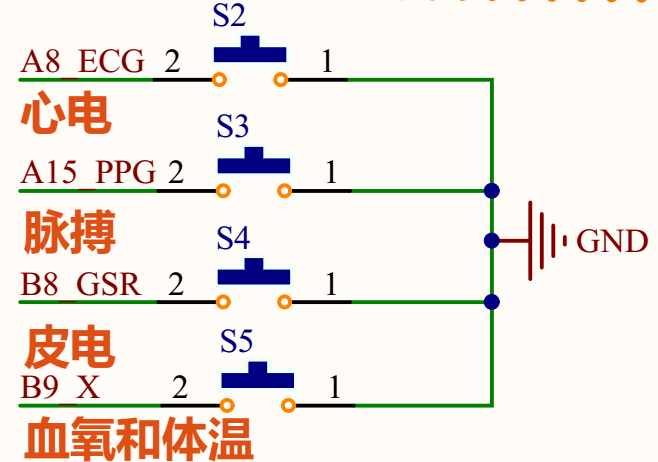 S2
A8_ECG 2 1
心电
S3
A15_PPG 2 1
脉搏
GND
S4
B8_GSR 2 1
皮电
S5
B9_X 2 1
血氧和体温